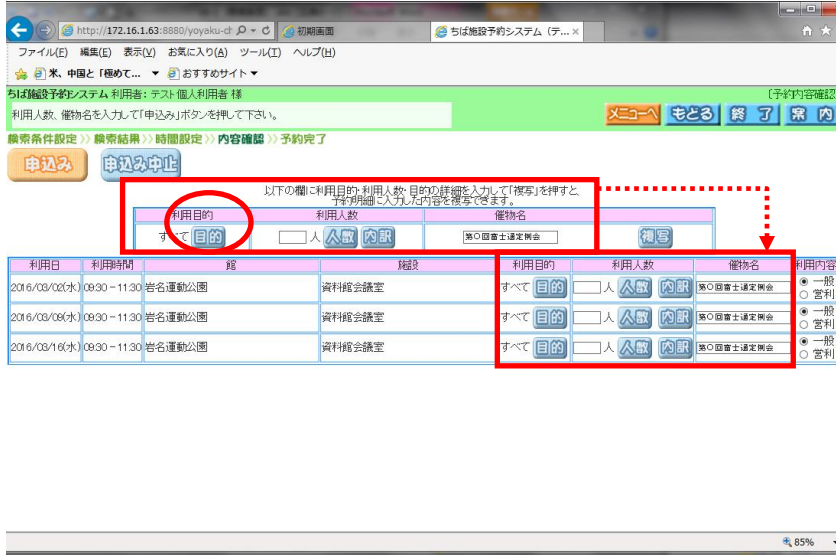 http://172.16.1.63:8880/yoyaku-ch
初期画面
ちば施設予約システム (テ... ×
ファイル(F) 編集(E) 表示(V) お気に入り(A) ツール(T) ヘルプ(H)
米、中国と「極めて... ▼ おすすめサイト ▼
ちば施設予約システム 利用者: テスト個人利用者 様
[予約内容確認
利用人数、催物名を入力して「申込み」ボタンを押して下さい。
メニューへ もどる 終 了 案 内
検索条件設定 >> 検索結果 >> 時間設定 >> 内容確認 >> 予約完了
申込み 申込み中止
以下の欄に利用目的・利用人数・目的の詳細を入力して「複写」を押すと、
予約明細に入力した内容を複写できます。
利用目的 利用人数 催物名
すべて 目的 人 人数 内訳 第○回富士通定例会 複写
利用日 利用時間 館 施設 利用目的 利用人数 催物名 利用内容
2016/03/02(水) 09:30 - 11:30 岩名運動公園 資料館会議室 すべて 目的 人 人数 内訳 第○回富士通定例会 一般
営利
2016/03/09(水) 09:30 - 11:30 岩名運動公園 資料館会議室 すべて 目的 人 人数 内訳 第○回富士通定例会 一般
営利
2016/03/16(水) 09:30 - 11:30 岩名運動公園 資料館会議室 すべて 目的 人 人数 内訳 第○回富士通定例会 一般
営利
85%